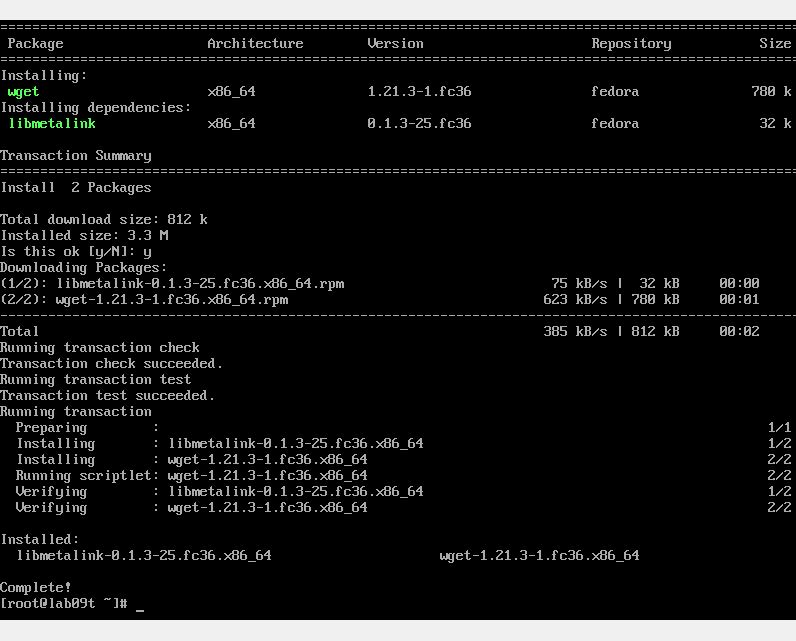 ================================================================================
Package Architecture Version Repository Size
================================================================================
Installing:
wget x86_64 1.21.3-1.fc36 fedora 780 k
Installing dependencies:
libmetalink x86_64 0.1.3-25.fc36 fedora 32 k
Transaction Summary
================================================================================
Install 2 Packages
Total download size: 812 k
Installed size: 3.3 M
Is this ok [y/N]: y
Downloading Packages:
(1/2): libmetalink-0.1.3-25.fc36.x86_64.rpm 75 kB/s | 32 kB 00:00
(2/2): wget-1.21.3-1.fc36.x86_64.rpm 623 kB/s | 780 kB 00:01
--------------------------------------------------------------------------------
Total 385 kB/s | 812 kB 00:02
Running transaction check
Transaction check succeeded.
Running transaction test
Transaction test succeeded.
Running transaction
Preparing : 1/1
Installing : libmetalink-0.1.3-25.fc36.x86_64 1/2
Installing : wget-1.21.3-1.fc36.x86_64 2/2
Running scriptlet: wget-1.21.3-1.fc36.x86_64 2/2
Verifying : libmetalink-0.1.3-25.fc36.x86_64 1/2
Verifying : wget-1.21.3-1.fc36.x86_64 2/2
Installed:
libmetalink-0.1.3-25.fc36.x86_64 wget-1.21.3-1.fc36.x86_64
Complete!
[root@lab09t ~]# _